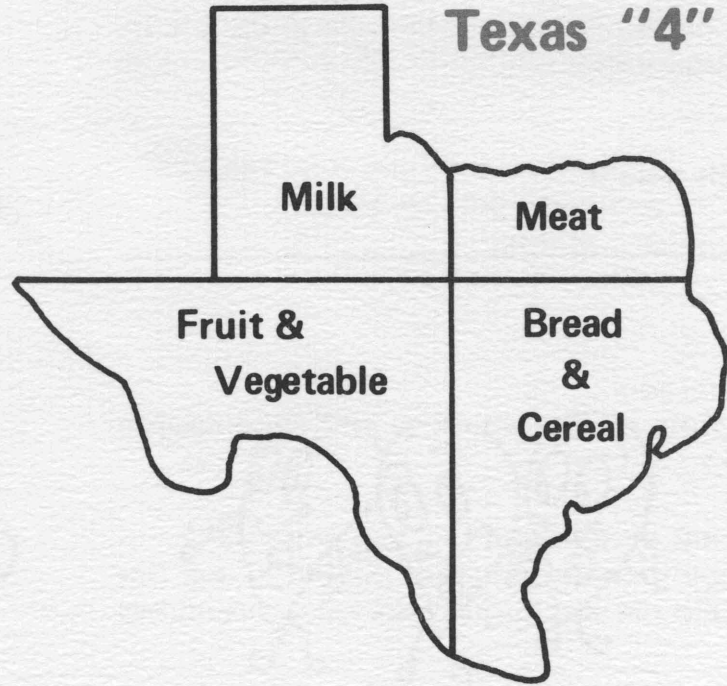 Texas "4"
Milk
Meat
Fruit &
Vegetable
Bread
&
Cereal